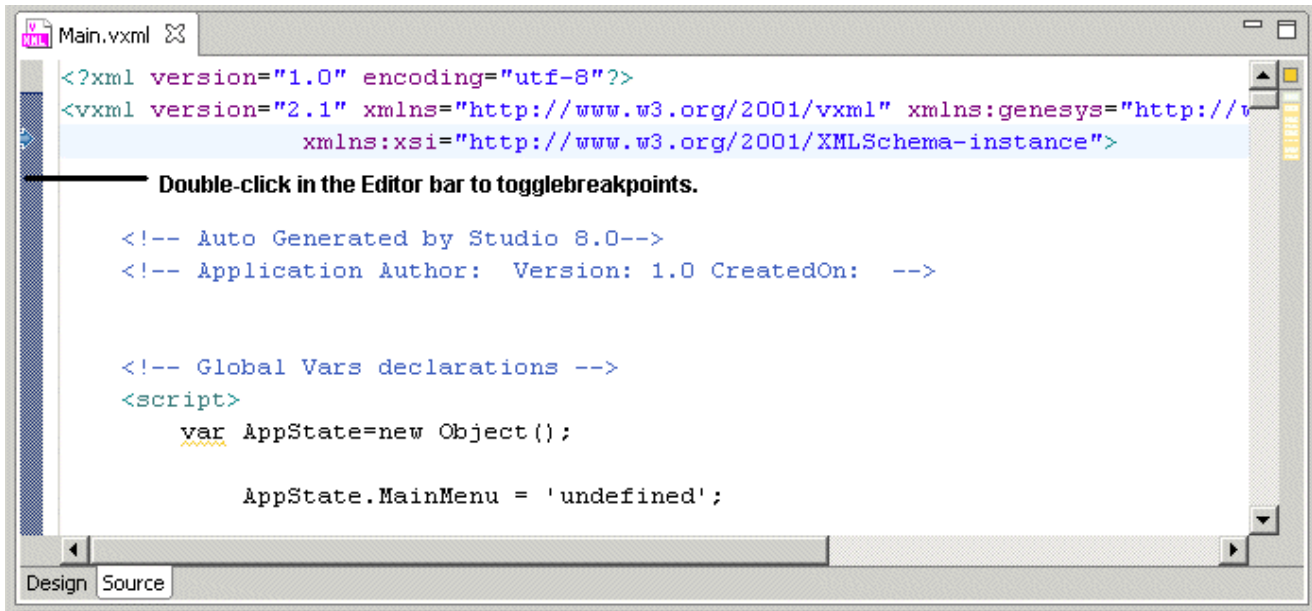 V
XML Main.vxml
<?xml version="1.0" encoding="utf-8"?>
<vxml version="2.1" xmlns="http://www.w3.org/2001/vxml" xmlns:genesys="http://
xmlns:xsi="http://www.w3.org/2001/XMLSchema-instance">
Double-click in the Editor bar to togglebreakpoints.
<!-- Auto Generated by Studio 8.0-->
<!-- Application Author:  Version: 1.0 CreatedOn:  -->
<!-- Global Vars declarations -->
<script>
var AppState=new Object();
AppState.MainMenu = 'undefined';
Design Source